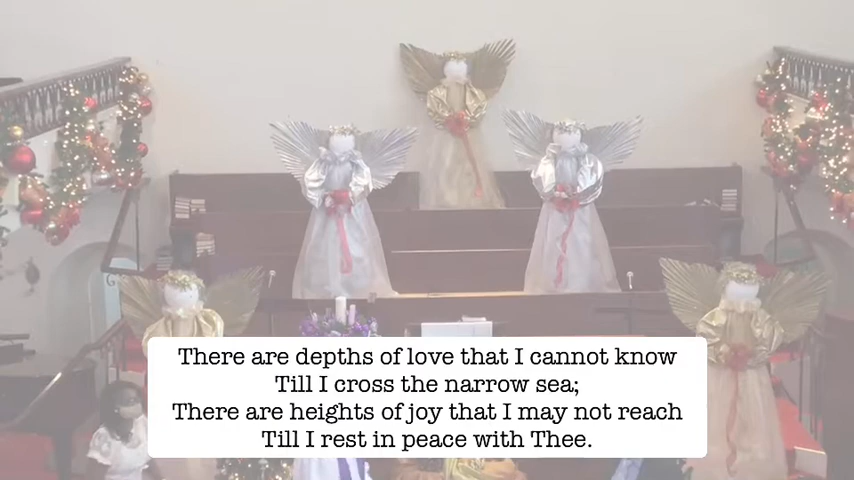 There are depths of love that I cannot know
Till I cross the narrow sea;
There are heights of joy that I may not reach
Till I rest in peace with Thee.